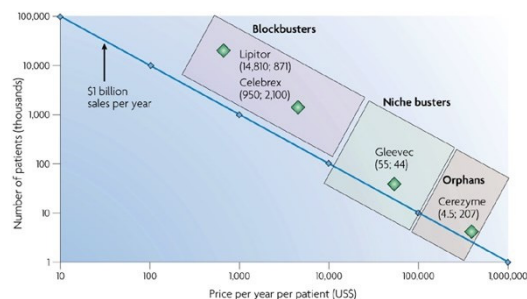 100,000
10,000
1,000
100
10
1
Number of patients (thousands)
10
100
1,000
10,000
100,000
1,000,000
Price per year per patient (US$)
$1 billion
sales per year
Blockbusters
Lipitor
(14,810; 871)
Celebrex
(950; 2,100)
Niche busters
Gleevec
(55; 44)
Orphans
Cerezyme
(4.5; 207)